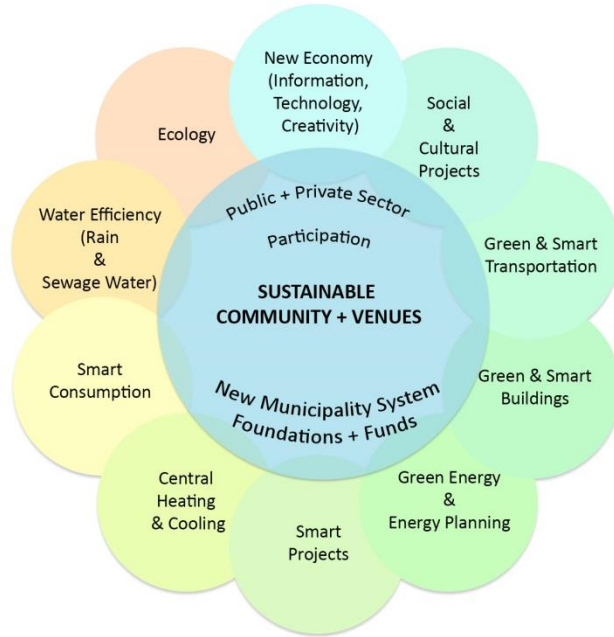 New Economy
(Information,
Technology,
Creativity)
Social
&
Cultural
Projects
Green & Smart
Transportation
Green & Smart
Buildings
Green Energy
&
Energy Planning
Smart
Projects
Central
Heating
& Cooling
Smart
Consumption
Water Efficiency
(Rain
&
Sewage Water)
Ecology
Public + Private Sector
Participation
SUSTAINABLE
COMMUNITY + VENUES
New Municipality System
Foundations + Funds